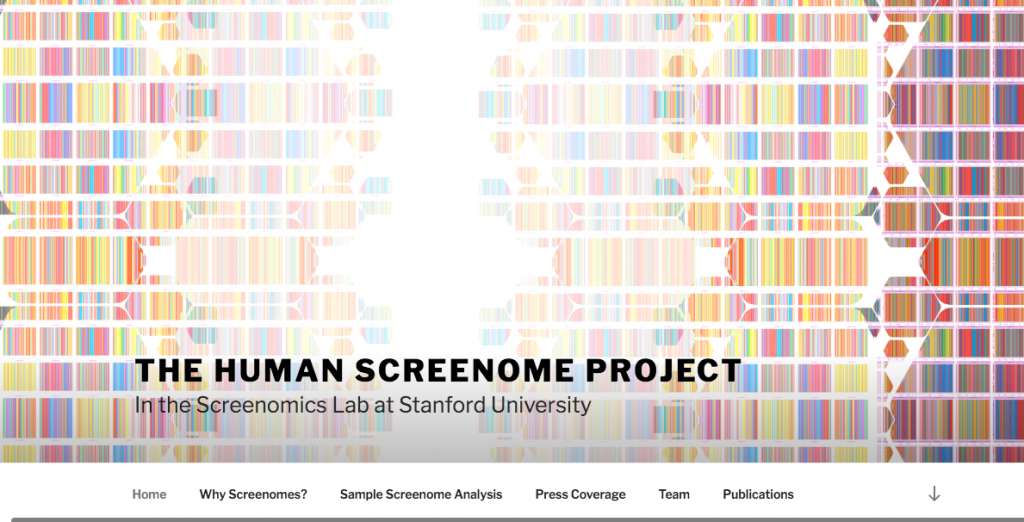 THE HUMAN SCREENOME PROJECT
In the Screenomics Lab at Stanford University
Home Why Screenomes? Sample Screenome Analysis Press Coverage Team Publications